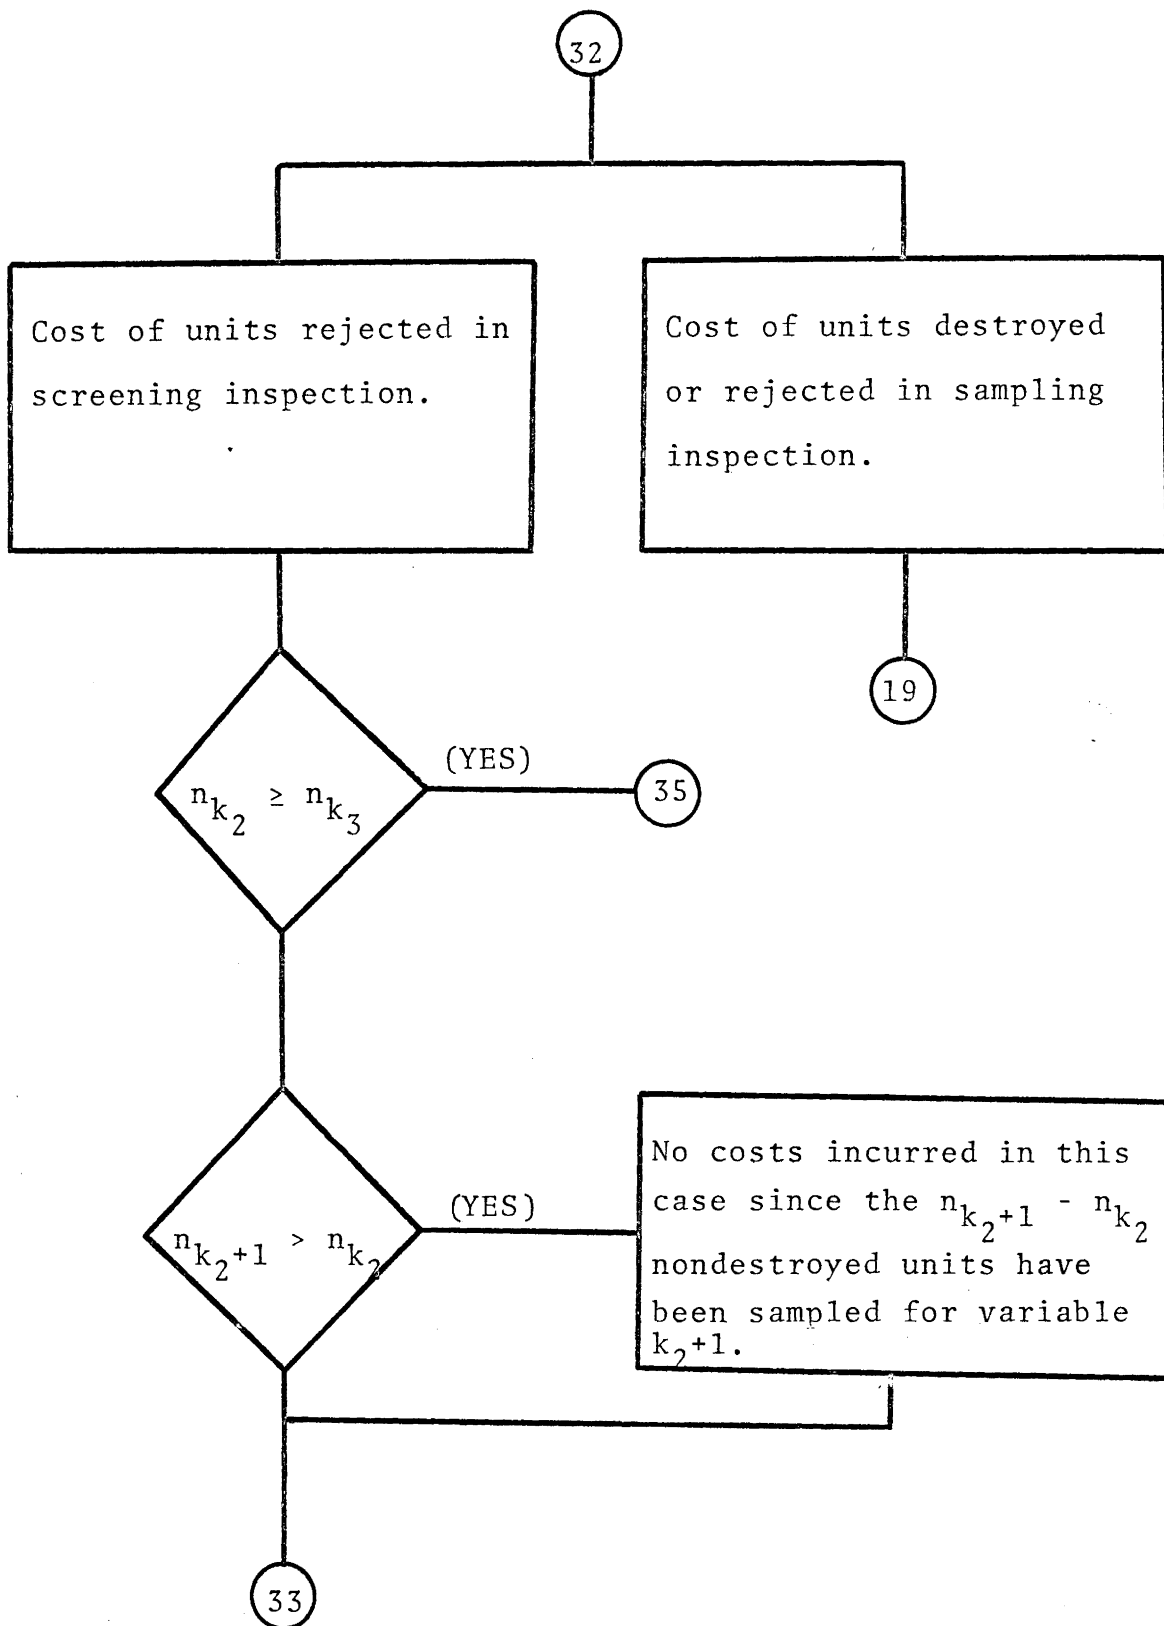 32
Cost of units rejected in
screening inspection.
Cost of units destroyed
or rejected in sampling
inspection.
19
(YES)
n_{k_2} ≥ n_{k_3}
35
(YES)
n_{k_2+1} > n_{k_2}
No costs incurred in this
case since the n_{k_2+1} - n_{k_2}
nondestroyed units have
been sampled for variable
k_2+1.
33